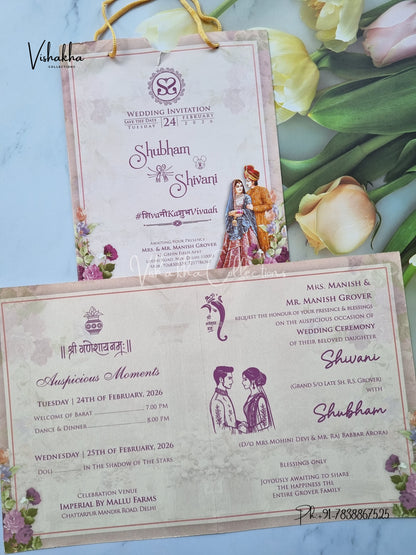 Vishakha
COLLECTIONS
SS
WEDDING INVITATION
SAVE THE DATE
TUESDAY 24 FEBRUARY
2026
Shubham
Shivani
#शिवानीKaशुभVivaah
AWAITING YOUR PRESENCE
MRS. & MR. MANISH GROVER
Vishakha Collections
|| श्री गणेशाय नमः ||
Auspicious Moments
TUESDAY | 24TH OF FEBRUARY, 2026
WELCOME OF BARAT 7.00 PM
DANCE & DINNER 8.00 PM
WEDNESDAY | 25TH OF FEBRUARY, 2026
DOLI IN THE SHADOW OF THE STARS
CELEBRATION VENUE
IMPERIAL BY MALLU FARMS
CHATTARPUR MANDIR ROAD, DELHI
MRS. MANISH &
MR. MANISH GROVER
REQUEST THE HONOUR OF YOUR PRESENCE & BLESSINGS
ON THE AUSPICIOUS OCCASION OF
WEDDING CEREMONY
OF THEIR BELOVED DAUGHTER
Shivani
(GRAND S/O LATE SH. R.S. GROVER)
WITH
Shubham
(D/O MRS MOHINI DEVI & MR. RAJ BABBAR ARORA)
BLESSINGS ONLY
JOYOUSLY AWAITING TO SHARE
THE HAPPINESS THE
ENTIRE GROVER FAMILY
Ph:+91-7838867525